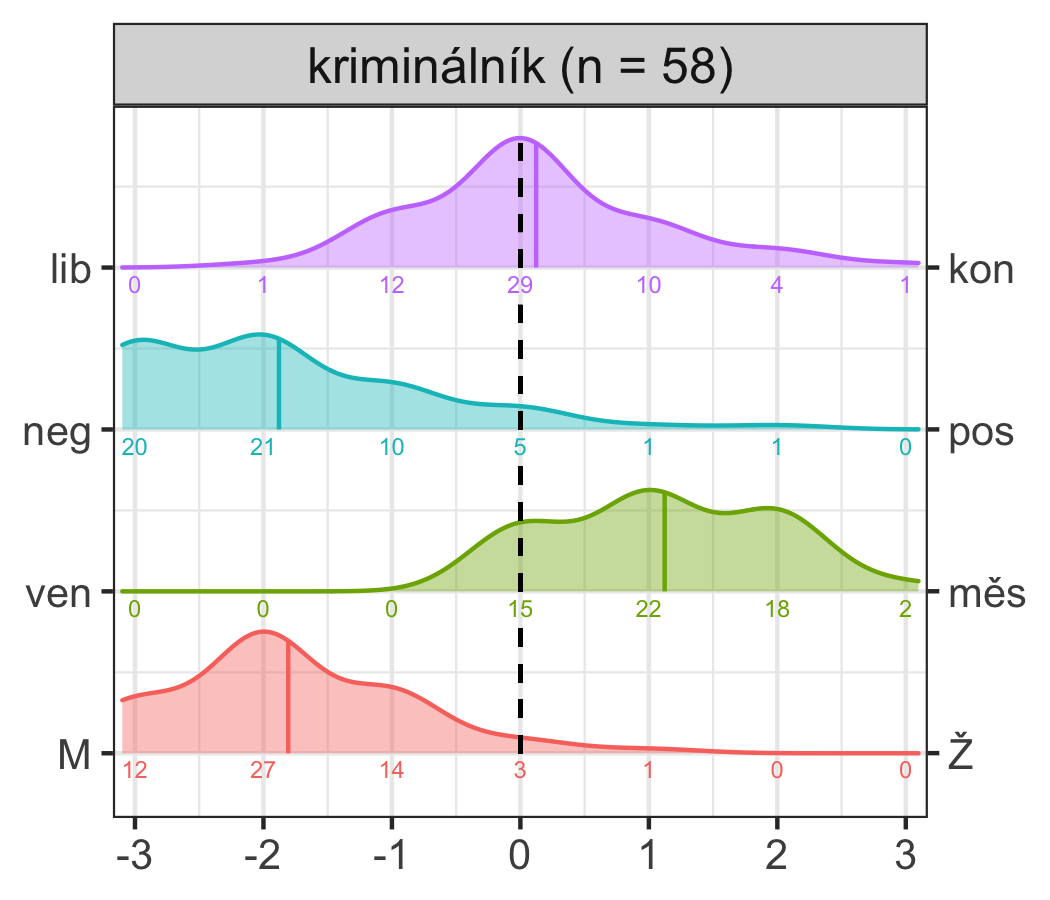 kriminálník (n = 58)
lib kon
0 1 12 29 10 4 1
neg pos
20 21 10 5 1 1 0
ven měs
0 0 0 15 22 18 2
M Ž
12 27 14 3 1 0 0
-3 -2 -1 0 1 2 3